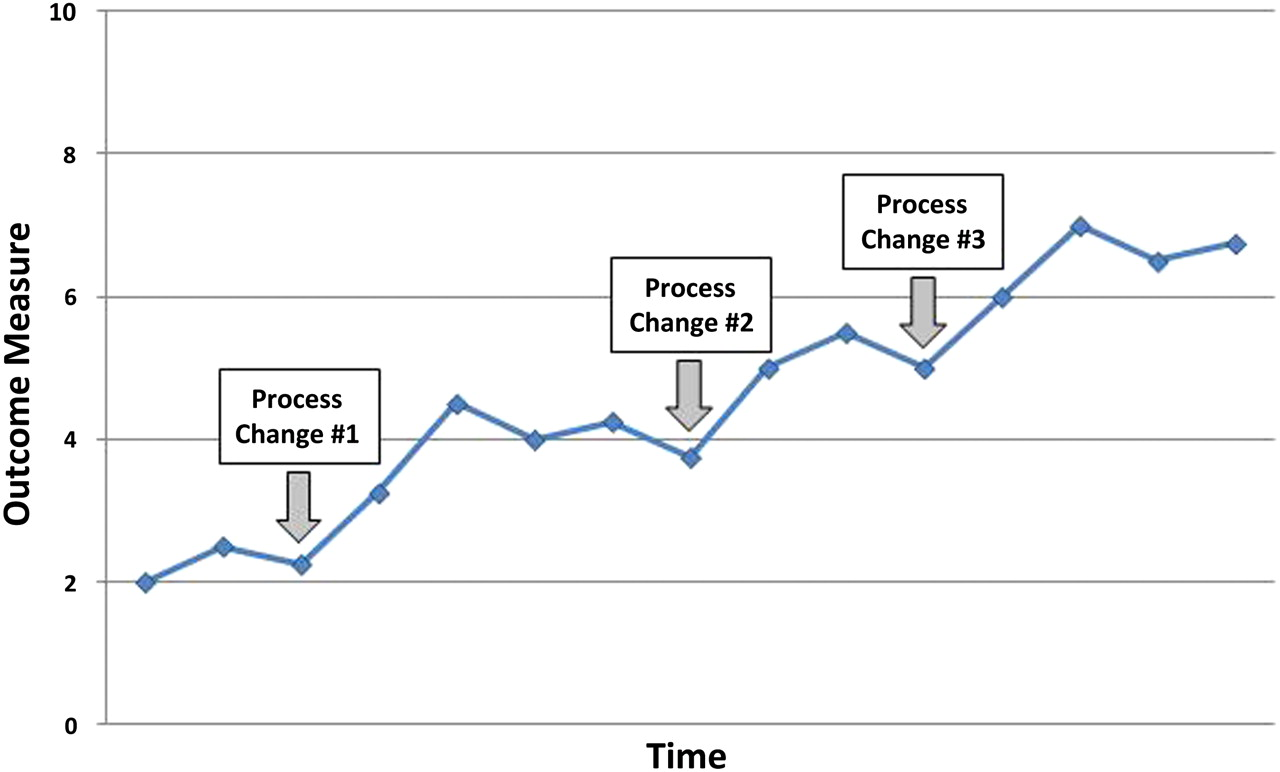 10
8
6
4
2
0
Outcome Measure
Process
Change #1
Process
Change #2
Process
Change #3
Time